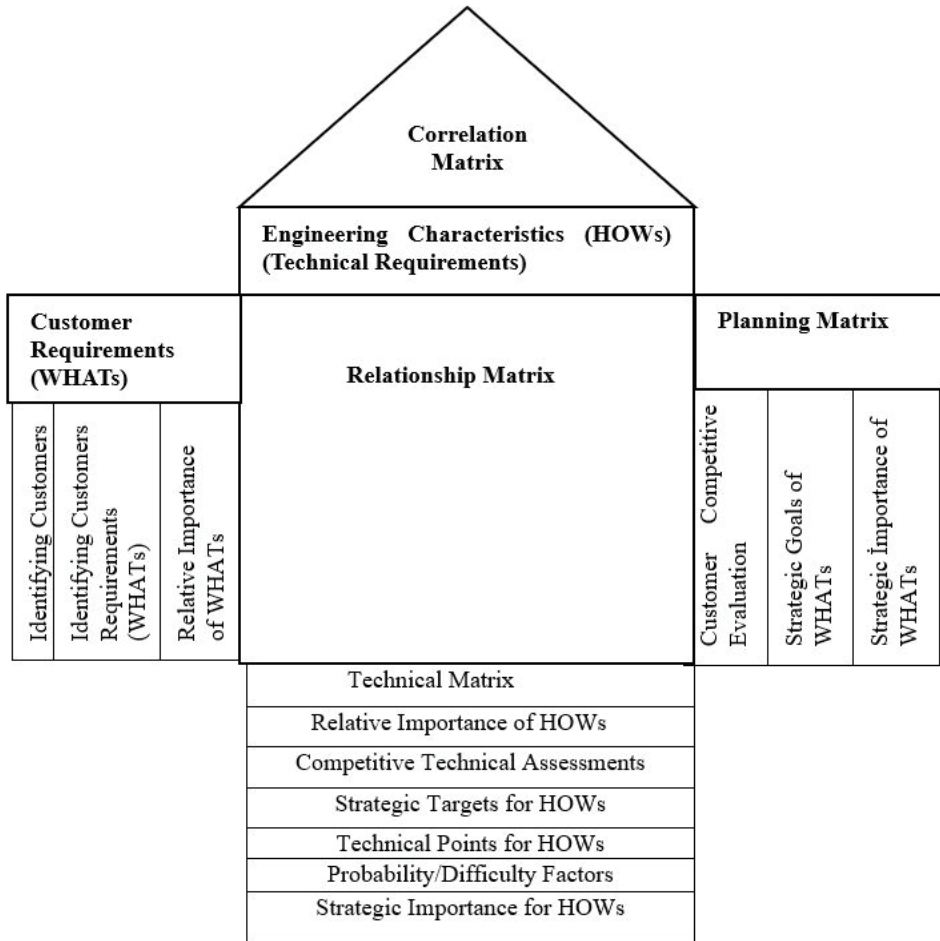 Correlation
Matrix
Engineering Characteristics (HOWs)
(Technical Requirements)
Customer
Requirements
(WHATs)
Relationship Matrix
Planning Matrix
Identifying Customers
Identifying Customers
Requirements
(WHATs)
Relative Importance
of WHATs
Customer Competitive
Evaluation
Strategic Goals of
WHATs
Strategic Importance of
WHATs
Technical Matrix
Relative Importance of HOWs
Competitive Technical Assessments
Strategic Targets for HOWs
Technical Points for HOWs
Probability/Difficulty Factors
Strategic Importance for HOWs